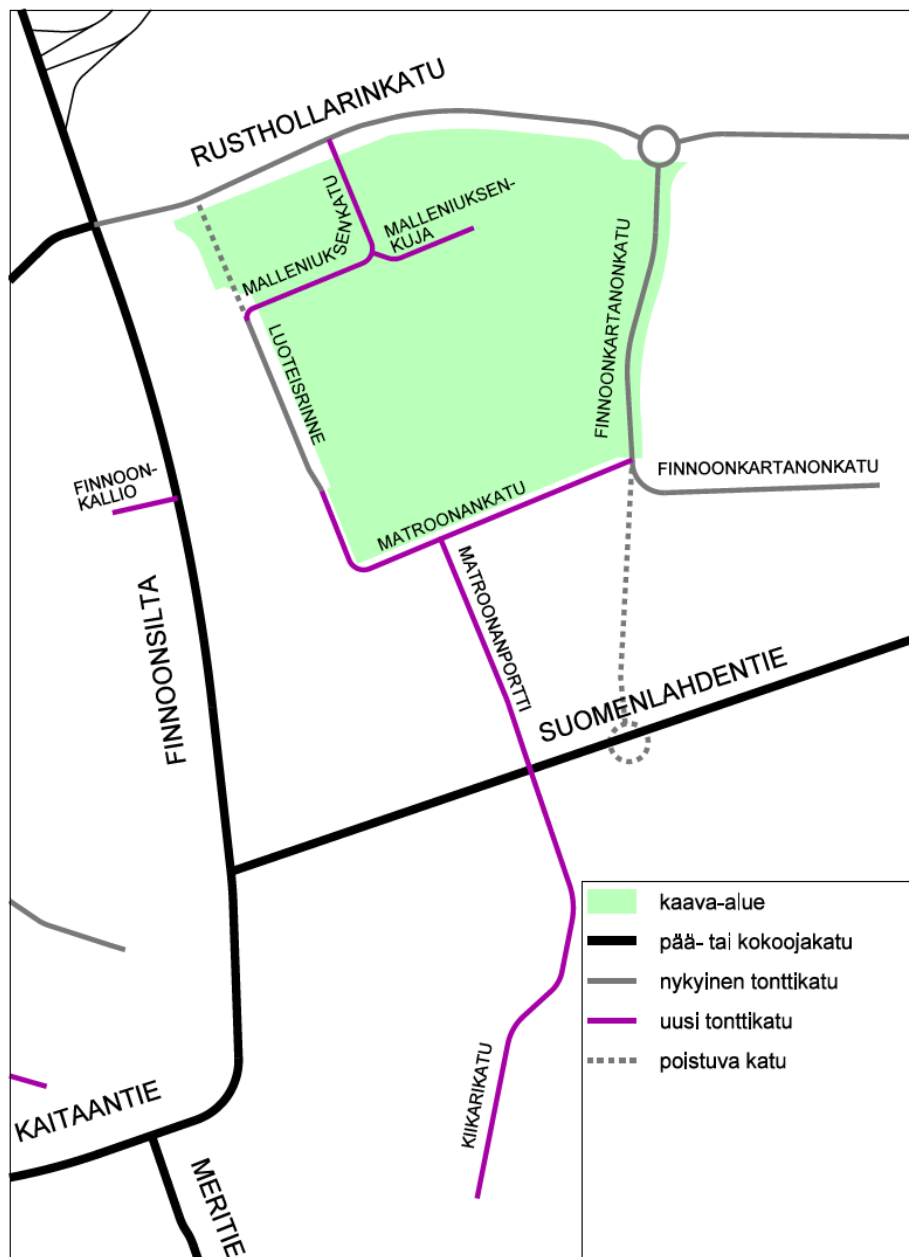 RUSTHOLLARINKATU
MALLENIUKSENKATU
MALLENIUKSEN-
KUJA
FINNOONKARTANONKATU
LUOTEISRINNE
FINNOONKARTANONKATU
FINNOON-
KALLIO
MATROONANKATU
MATROONANPORTTI
FINNOONSILTA
SUOMENLAHDENTIE
kaava-alue
pää- tai kokoojakatu
nykyinen tonttikatu
uusi tonttikatu
poistuva katu
KIIKARIKATU
KAITAANTIE
MERITIE